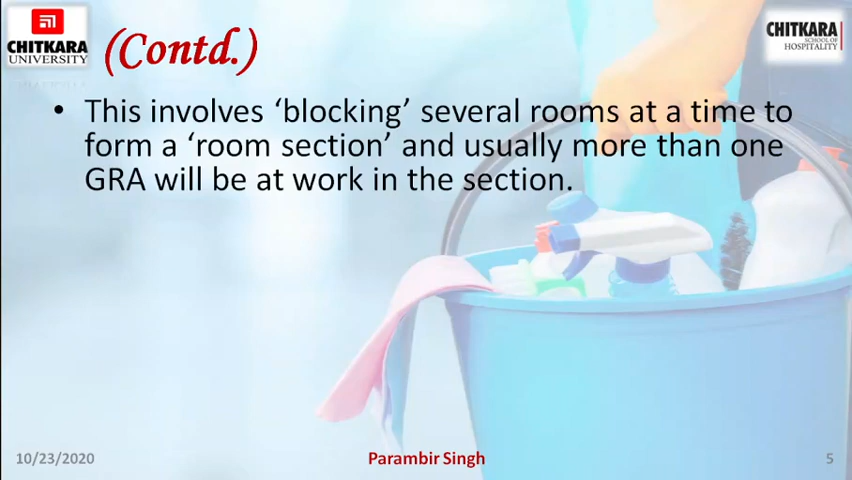 CHITKARA
UNIVERSITY
(Contd.)
CHITKARA
SCHOOL OF
HOSPITALITY
• This involves ‘blocking’ several rooms at a time to
form a ‘room section’ and usually more than one
GRA will be at work in the section.
10/23/2020
Parambir Singh
5